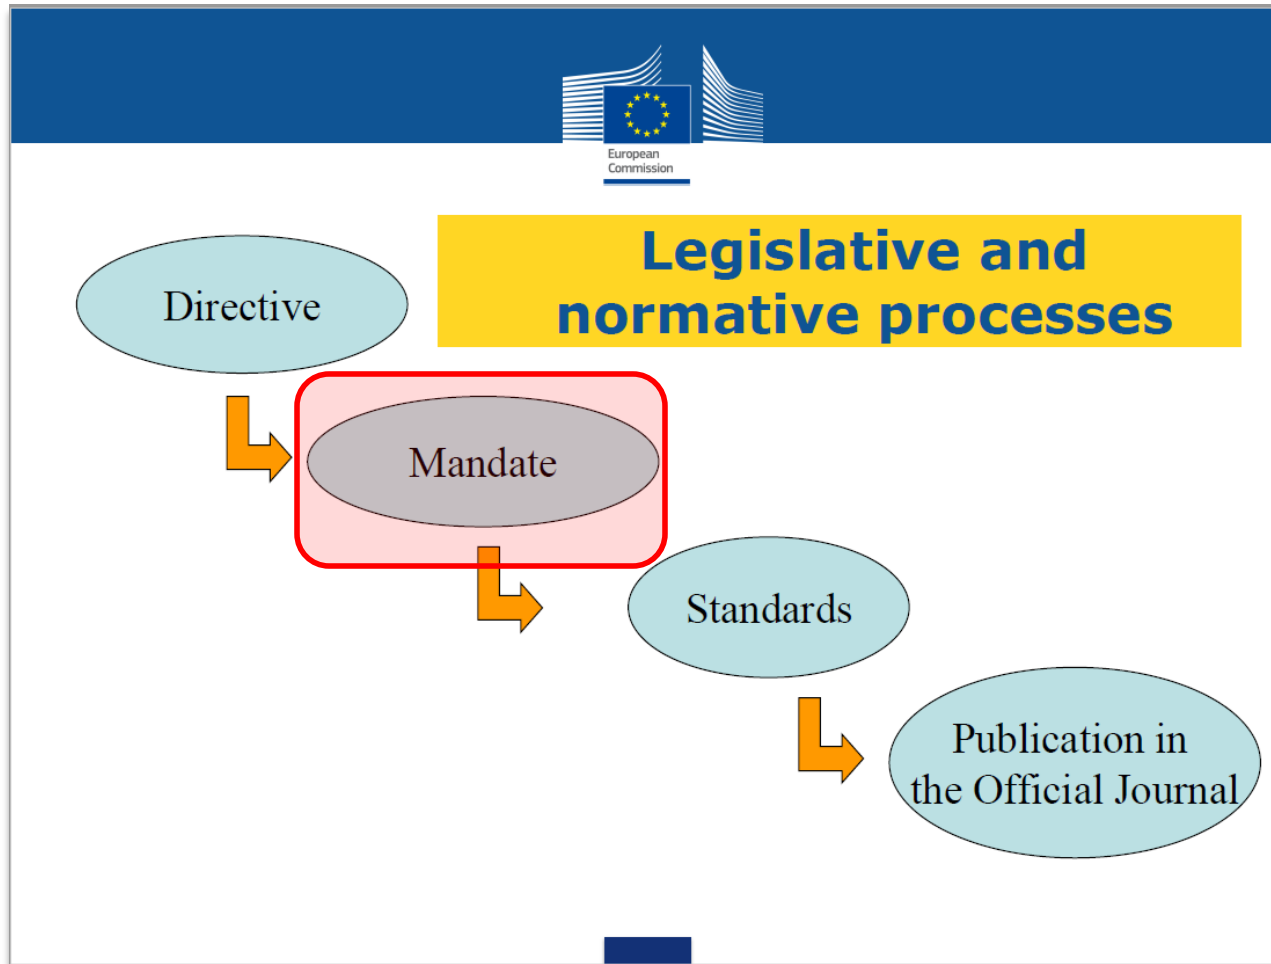 European
Commission
Legislative and
normative processes
Directive
Mandate
Standards
Publication in
the Official Journal